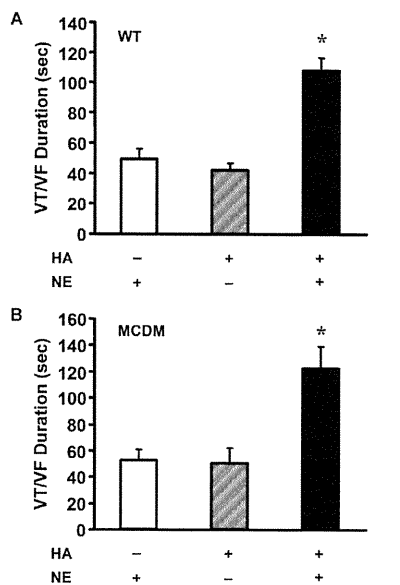 A
WT
VT/VF Duration (sec)
140
120
100
80
60
40
20
0
*
HA – + +
NE + – +
B
MCDM
VT/VF Duration (sec)
160
140
120
100
80
60
40
20
0
*
HA – + +
NE + – +